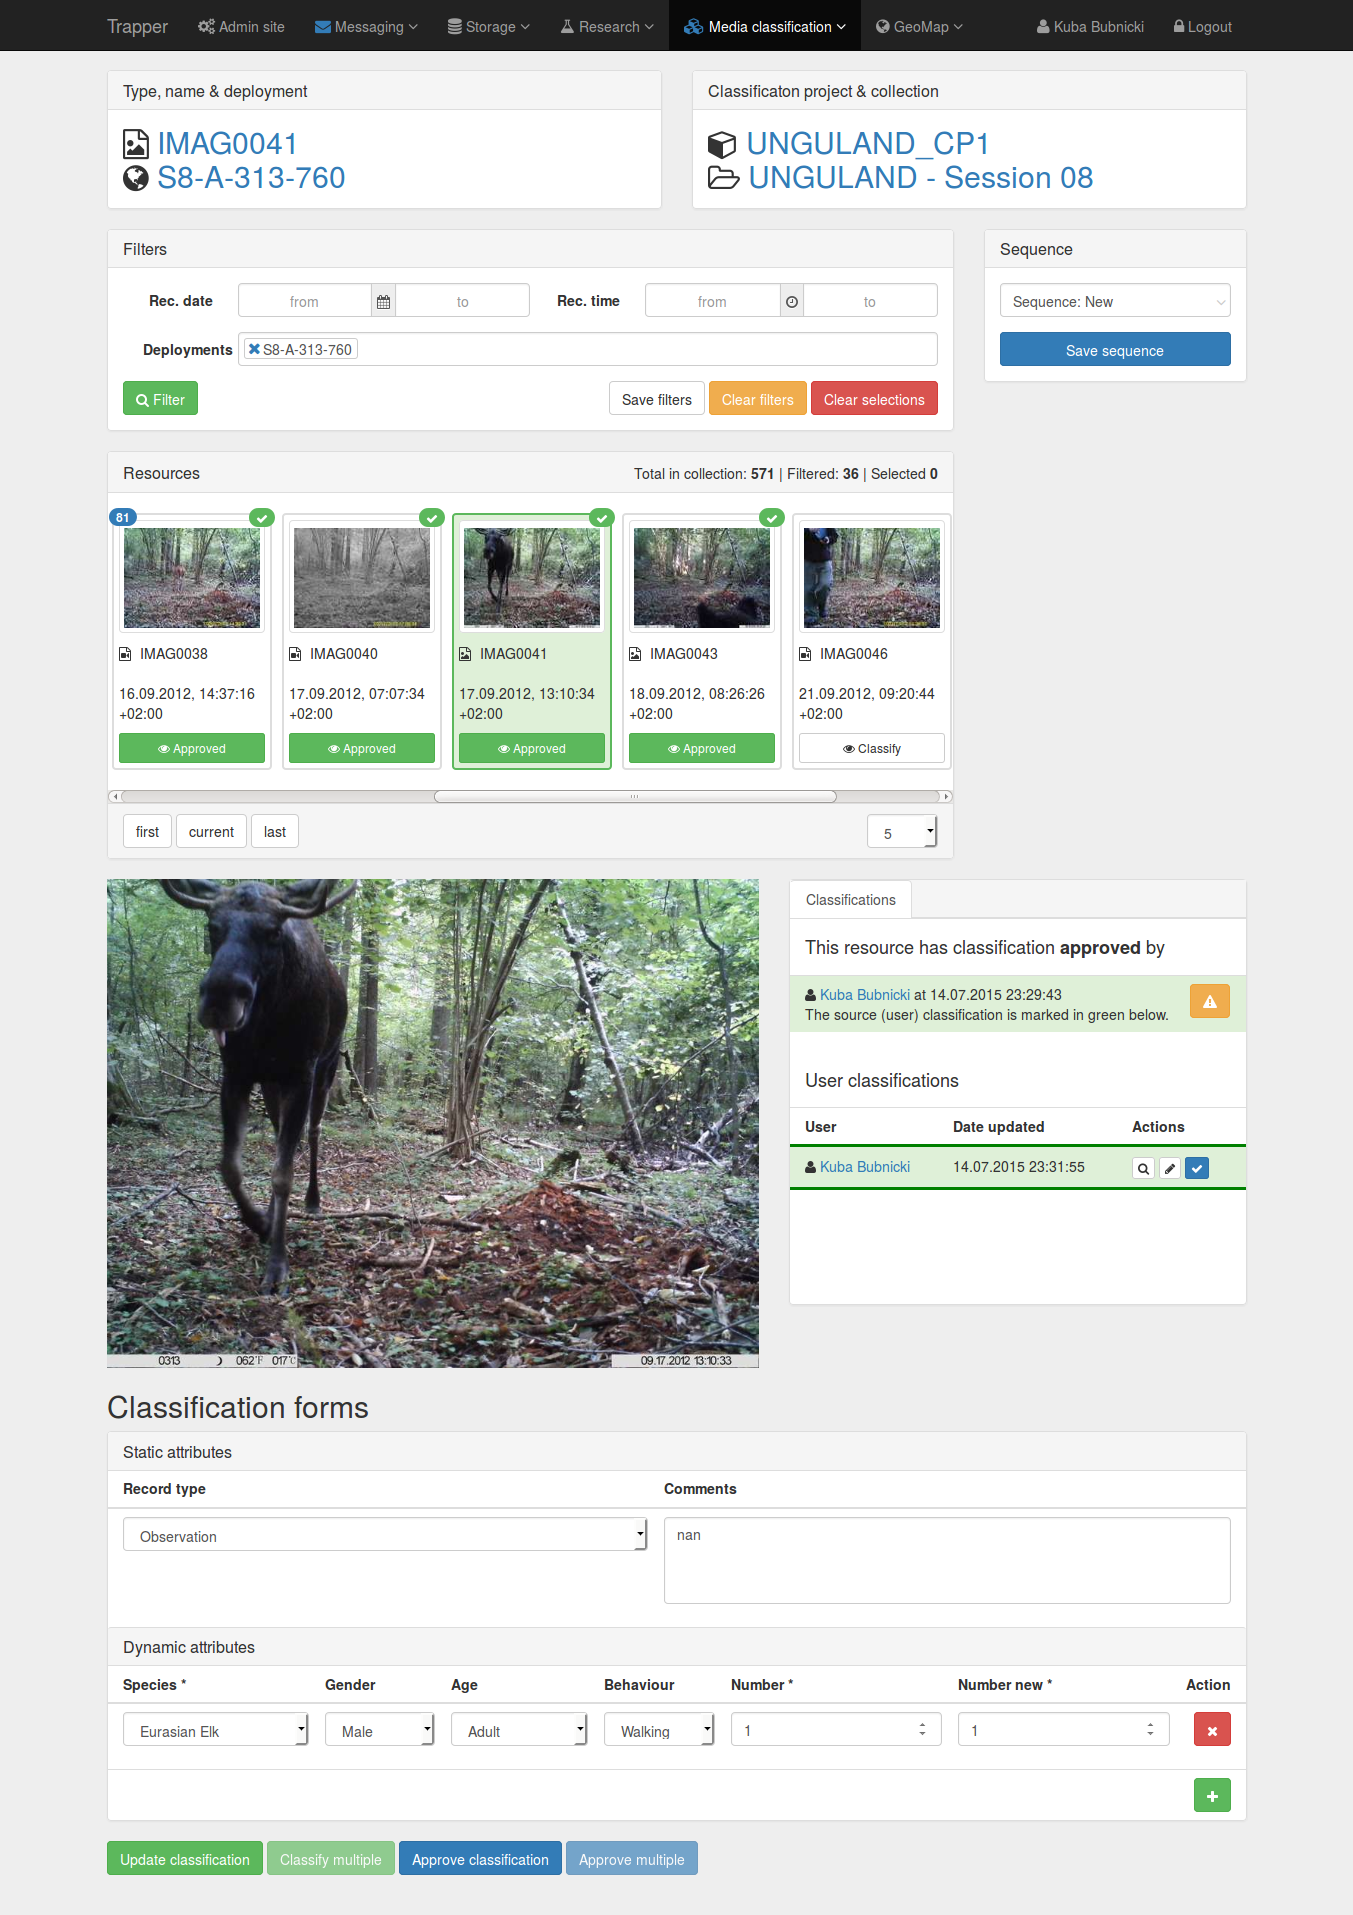 Trapper Admin site Messaging Storage Research Media classification GeoMap Kuba Bubnicki Logout
Type, name & deployment
IMAG0041
S8-A-313-760
Classificaton project & collection
UNGULAND_CP1
UNGULAND - Session 08
Filters
Rec. date from to Rec. time from to
Deployments S8-A-313-760
Filter Save filters Clear filters Clear selections
Sequence
Sequence: New
Save sequence
Resources Total in collection: 571 | Filtered: 36 | Selected 0
81
IMAG0038 IMAG0040 IMAG0041 IMAG0043 IMAG0046
16.09.2012, 14:37:16 17.09.2012, 07:07:34 17.09.2012, 13:10:34 18.09.2012, 08:26:26 21.09.2012, 09:20:44
+02:00 +02:00 +02:00 +02:00 +02:00
Approved Approved Approved Approved Classify
first current last 5
0313 062°F 017°C 09.17.2012 13:10:33
Classifications
This resource has classification approved by
Kuba Bubnicki at 14.07.2015 23:29:43
The source (user) classification is marked in green below.
User classifications
User Date updated Actions
Kuba Bubnicki 14.07.2015 23:31:55
Classification forms
Static attributes
Record type Comments
Observation nan
Dynamic attributes
Species * Gender Age Behaviour Number * Number new * Action
Eurasian Elk Male Adult Walking 1 1
Update classification Classify multiple Approve classification Approve multiple